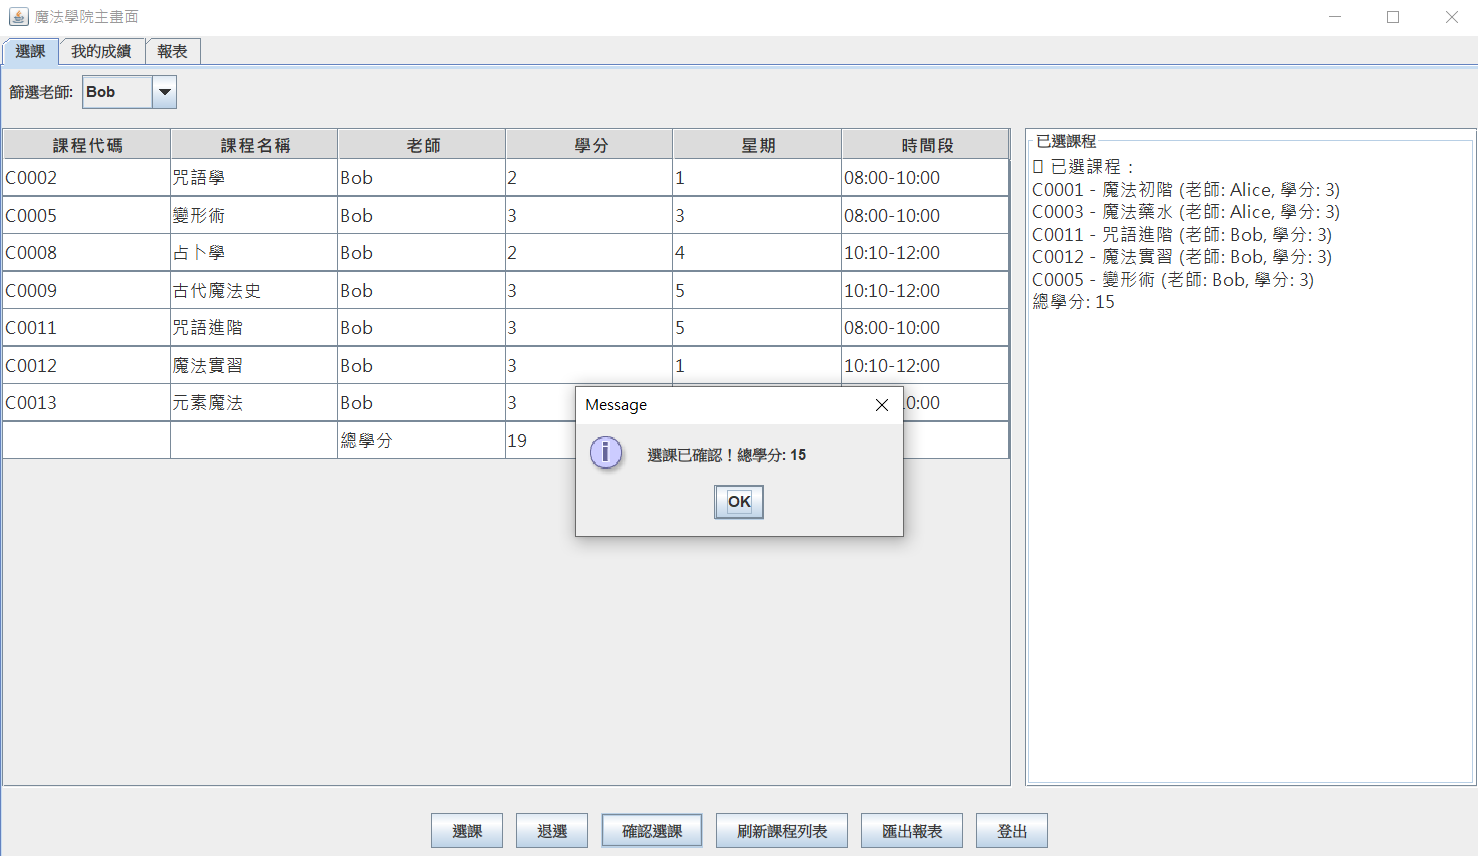 魔法學院主畫面
選課 我的成績 報表
篩選老師: Bob
課程代碼 課程名稱 老師 學分 星期 時間段
C0002 咒語學 Bob 2 1 08:00-10:00
C0005 變形術 Bob 3 3 08:00-10:00
C0008 占卜學 Bob 2 4 10:10-12:00
C0009 古代魔法史 Bob 3 5 10:10-12:00
C0011 咒語進階 Bob 3 5 08:00-10:00
C0012 魔法實習 Bob 3 1 10:10-12:00
C0013 元素魔法 Bob 3 0:00
總學分 19
已選課程
已選課程：
C0001 - 魔法初階 (老師: Alice, 學分: 3)
C0003 - 魔法藥水 (老師: Alice, 學分: 3)
C0011 - 咒語進階 (老師: Bob, 學分: 3)
C0012 - 魔法實習 (老師: Bob, 學分: 3)
C0005 - 變形術 (老師: Bob, 學分: 3)
總學分: 15
Message
選課已確認！總學分: 15
OK
選課 退選 確認選課 刷新課程列表 匯出報表 登出